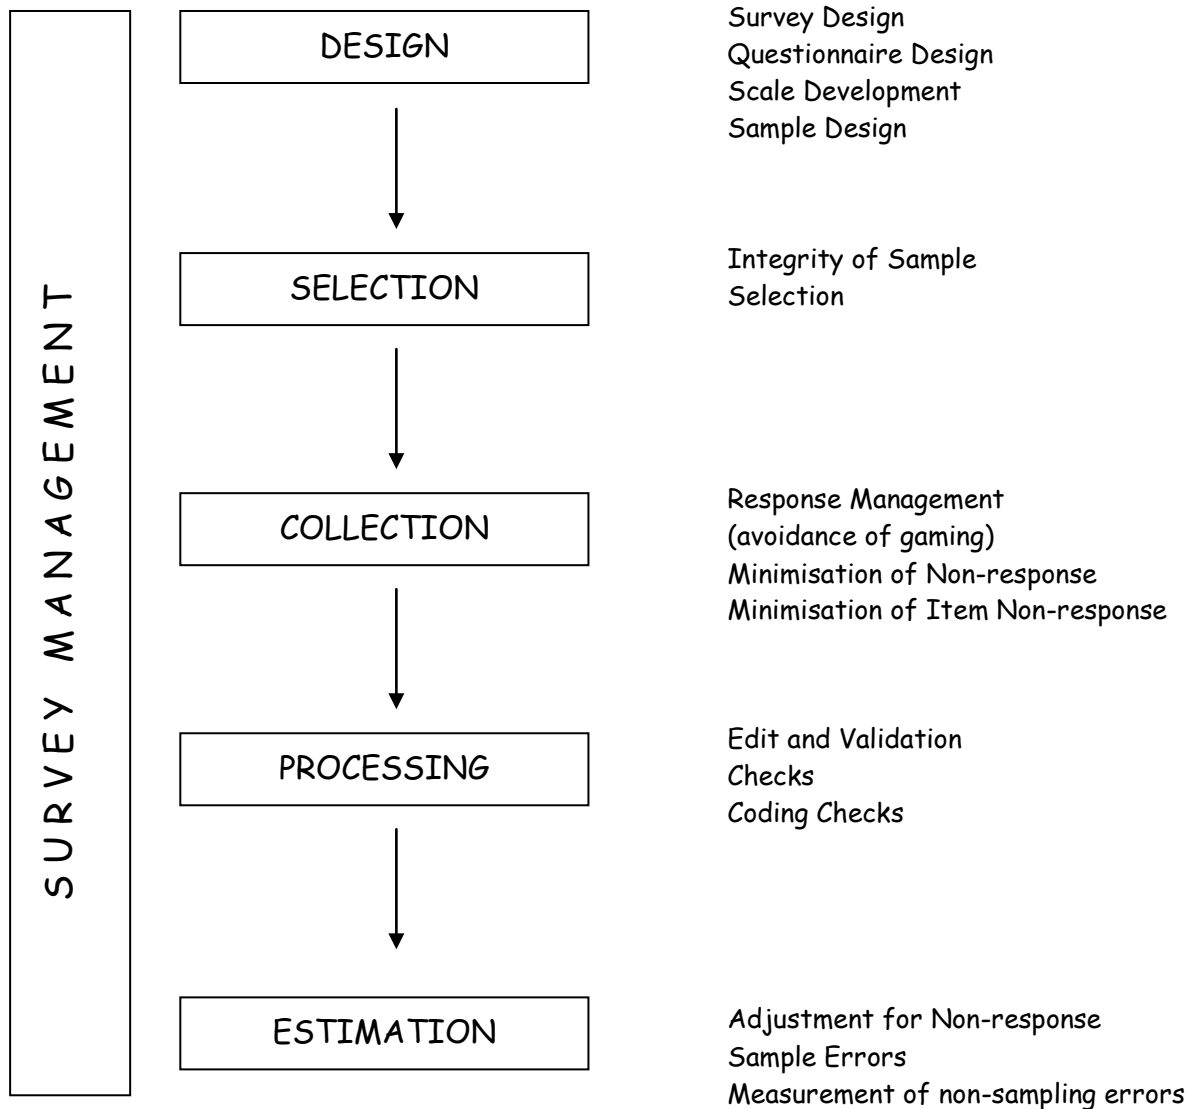 SURVEY MANAGEMENT
DESIGN
Survey Design
Questionnaire Design
Scale Development
Sample Design
SELECTION
Integrity of Sample
Selection
COLLECTION
Response Management
(avoidance of gaming)
Minimisation of Non-response
Minimisation of Item Non-response
PROCESSING
Edit and Validation
Checks
Coding Checks
ESTIMATION
Adjustment for Non-response
Sample Errors
Measurement of non-sampling errors